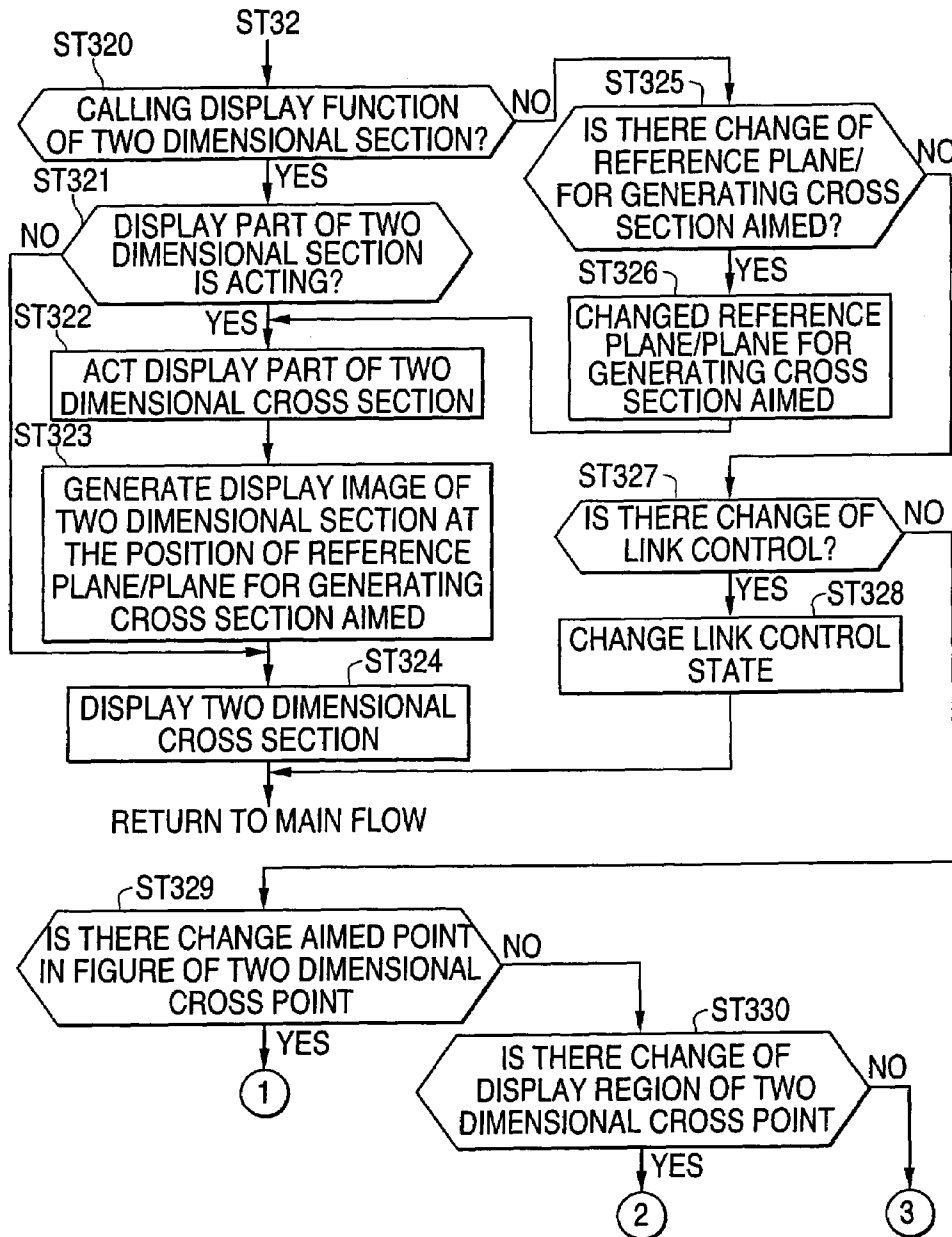 ST32
ST320
CALLING DISPLAY FUNCTION
OF TWO DIMENSIONAL SECTION?
NO
YES
ST321
NO
DISPLAY PART OF TWO
DIMENSIONAL SECTION
IS ACTING?
YES
ST322
ACT DISPLAY PART OF TWO
DIMENSIONAL CROSS SECTION
ST323
GENERATE DISPLAY IMAGE OF
TWO DIMENSIONAL SECTION AT
THE POSITION OF REFERENCE
PLANE/PLANE FOR GENERATING
CROSS SECTION AIMED
ST324
DISPLAY TWO DIMENSIONAL
CROSS SECTION
RETURN TO MAIN FLOW
ST325
IS THERE CHANGE OF
REFERENCE PLANE/
FOR GENERATING CROSS
SECTION AIMED?
NO
YES
ST326
CHANGED REFERENCE
PLANE/PLANE FOR
GENERATING CROSS
SECTION AIMED
ST327
IS THERE CHANGE OF
LINK CONTROL?
NO
YES
ST328
CHANGE LINK CONTROL
STATE
ST329
IS THERE CHANGE AIMED POINT
IN FIGURE OF TWO DIMENSIONAL
CROSS POINT
NO
YES
1
ST330
IS THERE CHANGE OF
DISPLAY REGION OF TWO
DIMENSIONAL CROSS POINT
NO
YES
2
3